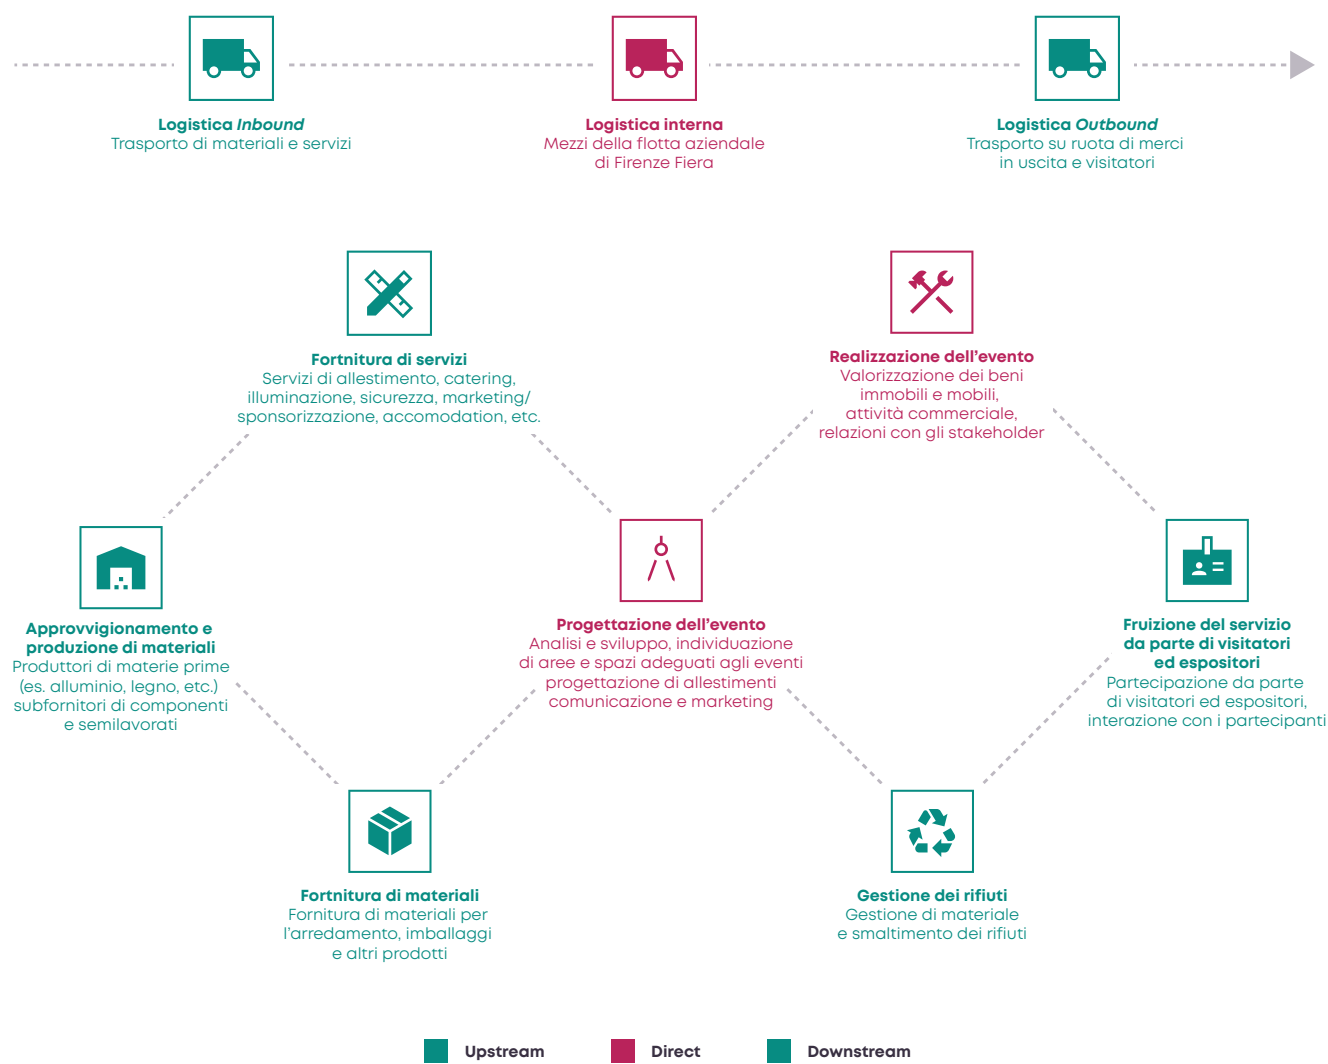 Logistica Inbound
Trasporto di materiali e servizi
Logistica interna
Mezzi della flotta aziendale
di Firenze Fiera
Logistica Outbound
Trasporto su ruota di merci
in uscita e visitatori
Fortnitura di servizi
Servizi di allestimento, catering,
illuminazione, sicurezza, marketing/
sponsorizzazione, accomodation, etc.
Realizzazione dell’evento
Valorizzazione dei beni
immobili e mobili,
attività commerciale,
relazioni con gli stakeholder
Approvvigionamento e
produzione di materiali
Produttori di materie prime
(es. alluminio, legno, etc.)
subfornitori di componenti
e semilavorati
Progettazione dell’evento
Analisi e sviluppo, individuazione
di aree e spazi adeguati agli eventi
progettazione di allestimenti
comunicazione e marketing
Fruizione del servizio
da parte di visitatori
ed espositori
Partecipazione da parte
di visitatori ed espositori,
interazione con i partecipanti
Fortnitura di materiali
Fornitura di materiali per
l’arredamento, imballaggi
e altri prodotti
Gestione dei rifiuti
Gestione di materiale
e smaltimento dei rifiuti
Upstream
Direct
Downstream